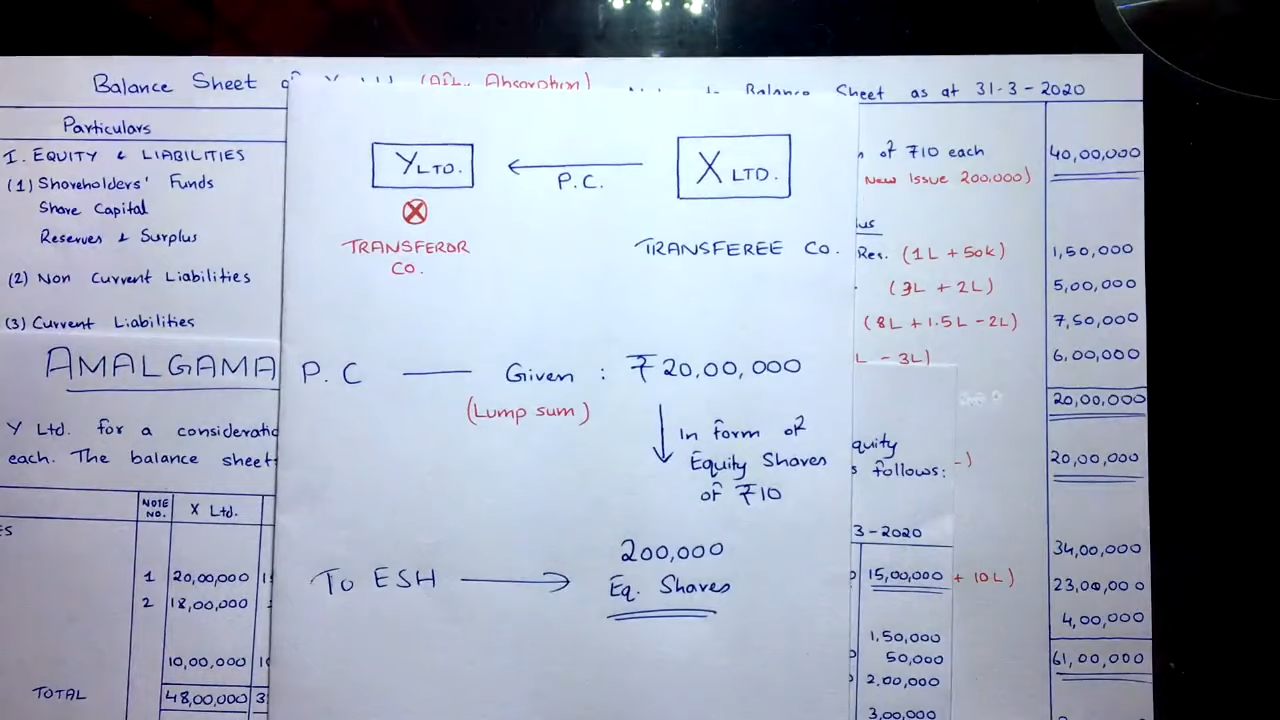 Balance Sheet
(After Absorption)
Balance Sheet as at 31-3-2020
Particulars
I. EQUITY & LIABILITIES
(1) Shareholders' Funds
Share Capital
Reserves & Surplus
(2) Non Current Liabilities
(3) Current Liabilities
AMALGAMA
Y Ltd. for a consideratio
each. The balance sheet
NOTE NO.
X Ltd.
ES
1 20,00,000
2 18,00,000
10,00,000
TOTAL 48,00,000 3
Y LTD.
P.C.
X LTD.
TRANSFEROR CO.
TRANSFEREE CO.
P.C — Given : ₹20,00,000
(Lump sum)
In form of
Equity Shares
of ₹10
To ESH → 200,000
Eq. Shares
of ₹10 each 40,00,000
New Issue 200,000)
lus
Res. (1L + 50k) 1,50,000
(3L + 2L) 5,00,000
(8L + 1.5L - 2L) 7,50,000
L - 3L) 6,00,000
20,00,000
quity
s follows: -) 20,00,000
3-2020
34,00,000
15,00,000 + 10L) 23,00,000
4,00,000
1,50,000
50,000 61,00,000
2,00,000
3,00,000